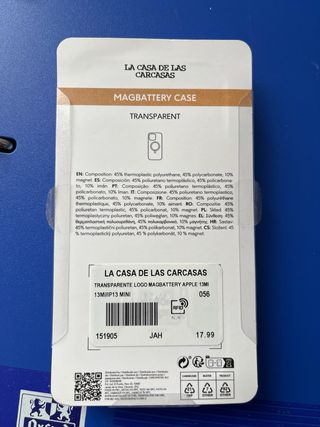 LA CASA DE LAS
CARCASAS
MAGBATTERY CASE
TRANSPARENT
EN: Composition: 45% thermoplastic polyurethane, 45% polycarbonate, 10%
magnet. ES: Composición: 45% poliuretano termoplástico, 45% policarbona-
to, 10% imán. PT: Composição: 45% poliuretano termoplástico, 45%
policarbonato, 10% íman. IT: Composizione: 45% poliuretano termoplastico,
45% policarbonato, 10% magnete. FR: Composition: 45% polyuréthane
thermoplastique, 45% polycarbonate, 10% aimant. RO: Compoziție: 45%
poliuretan termoplastic, 45% policarbonat, 10% magnet. PL: Skład: 45%
termoplastyczny poliuretan, 45% poliwęglan, 10% magnes. EL: Σύνθεση: 45%
θερμοπλαστική πολυουρεθάνη, 45% πολυκαρβονικό, 10% μαγνήτης. HR: Sastav:
45% termoplastični poliuretan, 45% polikarbonat, 10% magnet. CS: Složení: 45 %
termoplastický polyuretan, 45 % polykarbonát, 10 % magnet.
LA CASA DE LAS CARCASAS
TRANSPARENTE LOGO MAGBATTERY APPLE 13MI
13MI/IP13 MINI 056
RFID
151905 JAH 17.99
CAP OTHER OTHER
Oxford